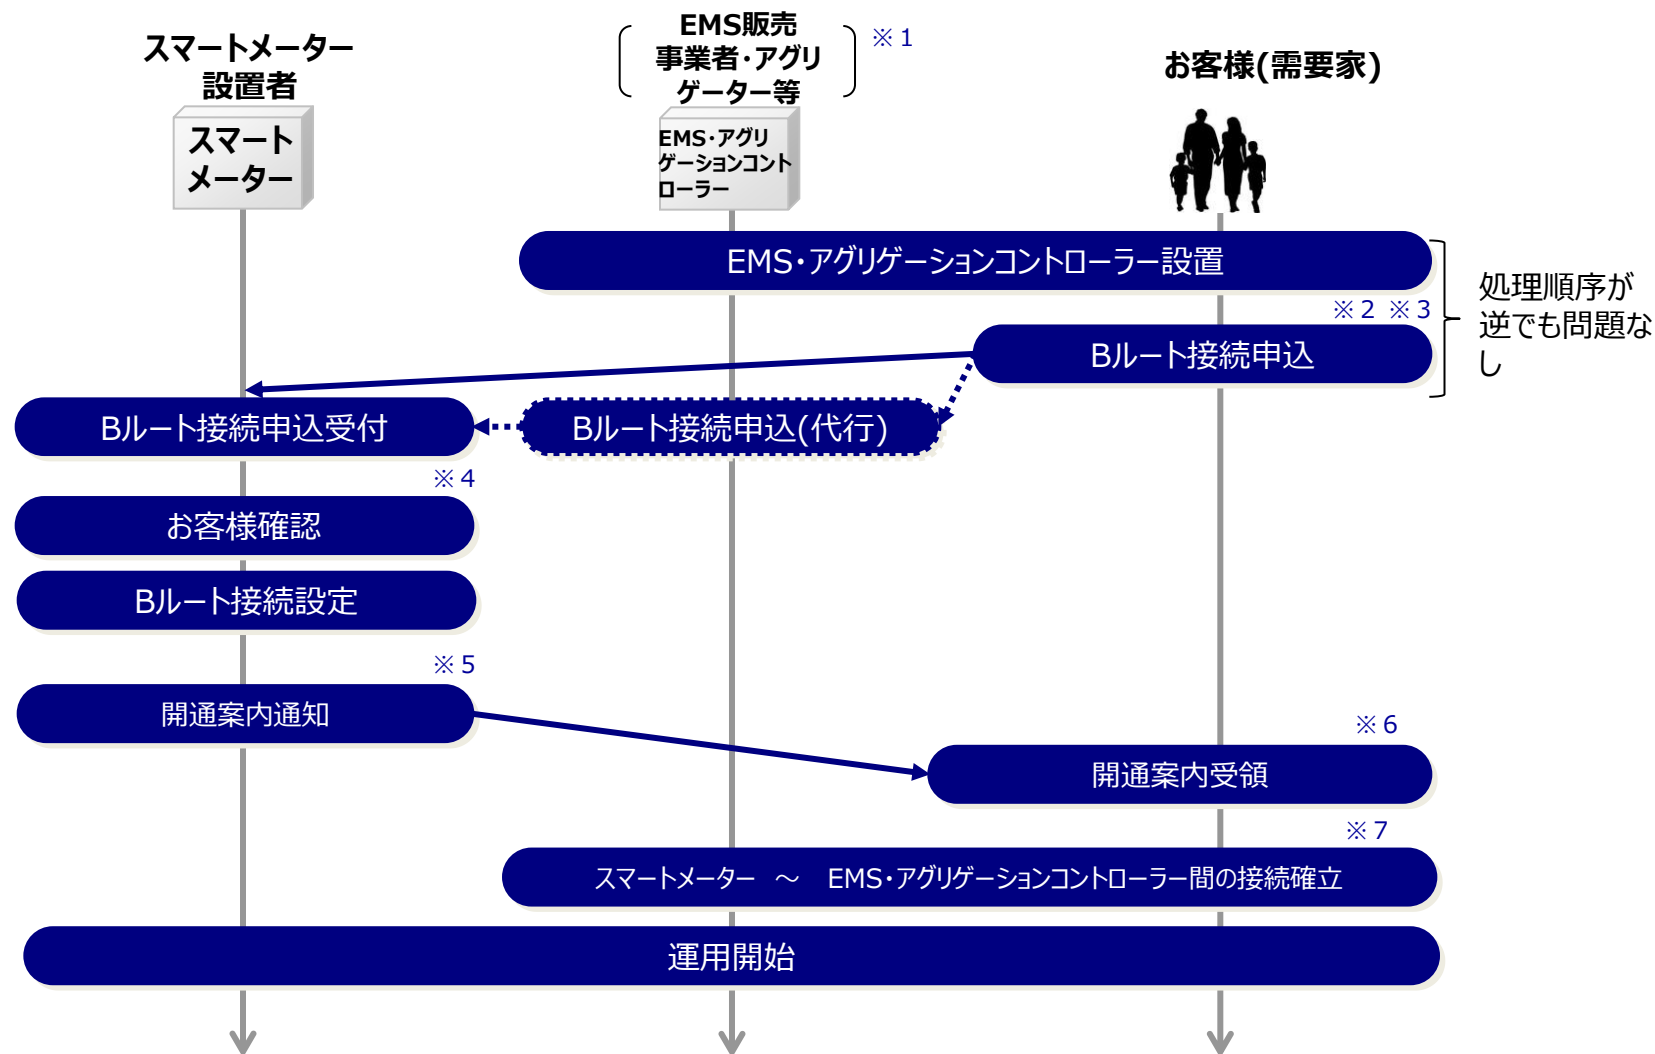 スマートメーター
設置者
EMS販売
事業者・アグリ
ゲーター等
※１
お客様(需要家)
スマート
メーター
EMS・アグリ
ゲーションコント
ローラー
EMS・アグリゲーションコントローラー設置
※２ ※３
処理順序が
逆でも問題な
し
Bルート接続申込
Bルート接続申込受付
Bルート接続申込(代行)
※４
お客様確認
Bルート接続設定
※５
開通案内通知
※６
開通案内受領
※７
スマートメーター ～ EMS・アグリゲーションコントローラー間の接続確立
運用開始